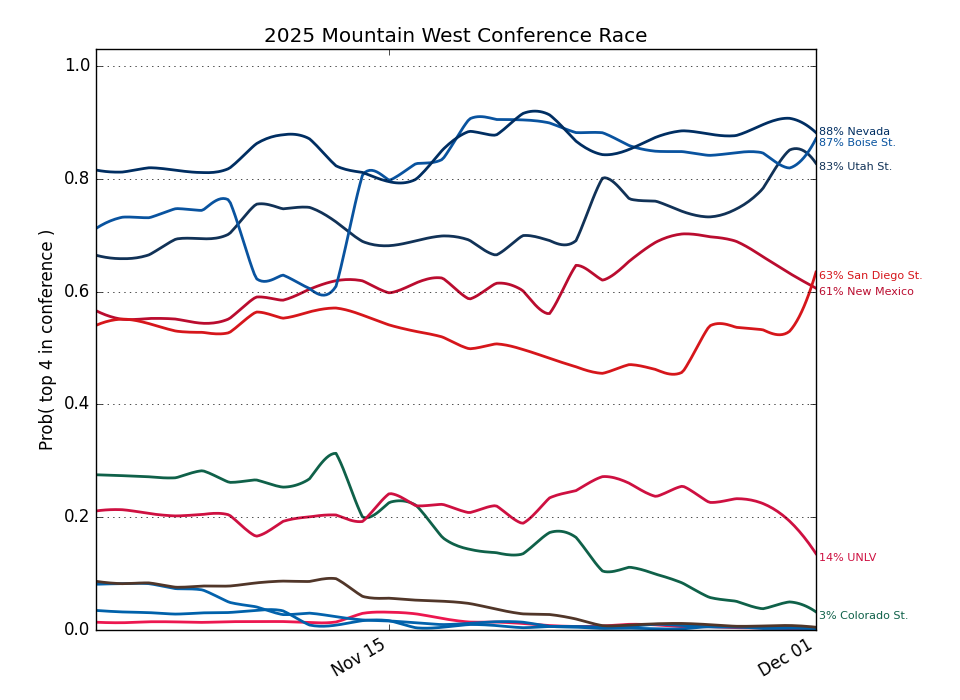 2025 Mountain West Conference Race
1.0
0.8
0.6
0.4
0.2
0.0
Prob( top 4 in conference )
88% Nevada
87% Boise St.
83% Utah St.
63% San Diego St.
61% New Mexico
14% UNLV
3% Colorado St.
Nov 15
Dec 01